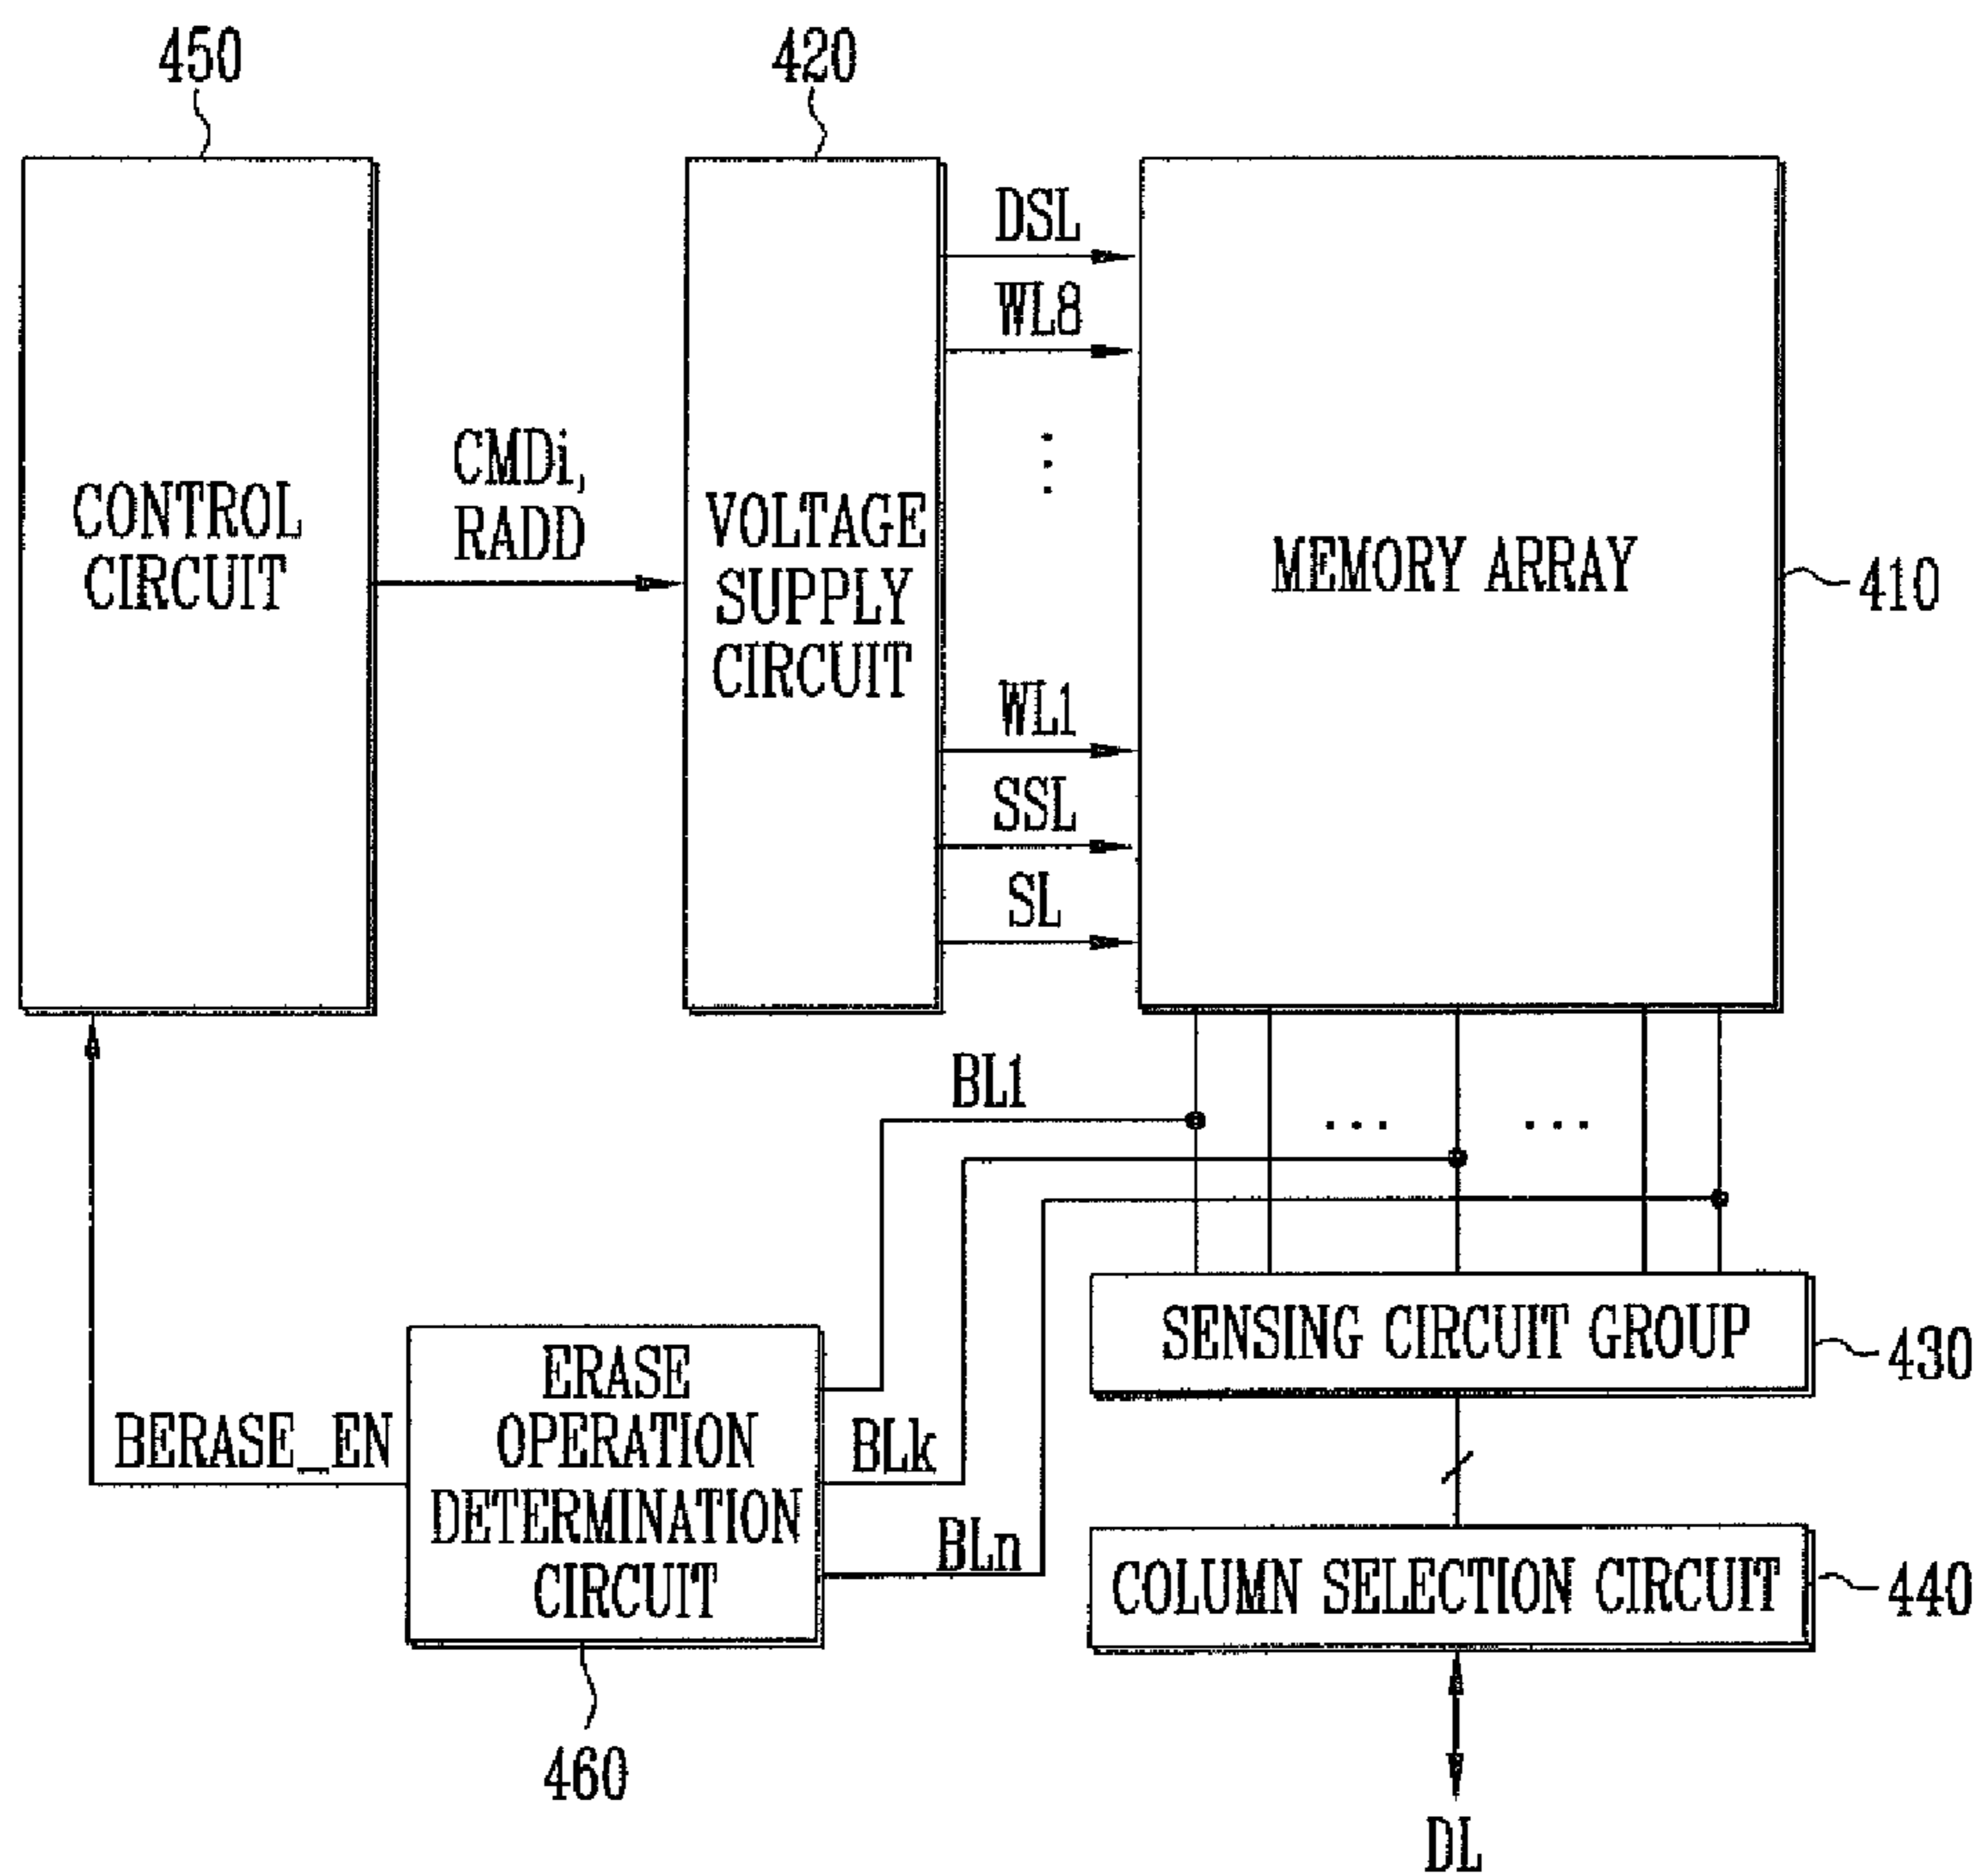 450
420
DSL
WL8
CMDi,
RADD
CONTROL
CIRCUIT
VOLTAGE
SUPPLY
CIRCUIT
MEMORY ARRAY
410
WL1
SSL
SL
BL1
SENSING CIRCUIT GROUP
430
ERASE
OPERATION
DETERMINATION
CIRCUIT
BERASE_EN
BLk
BLn
COLUMN SELECTION CIRCUIT
440
460
DL